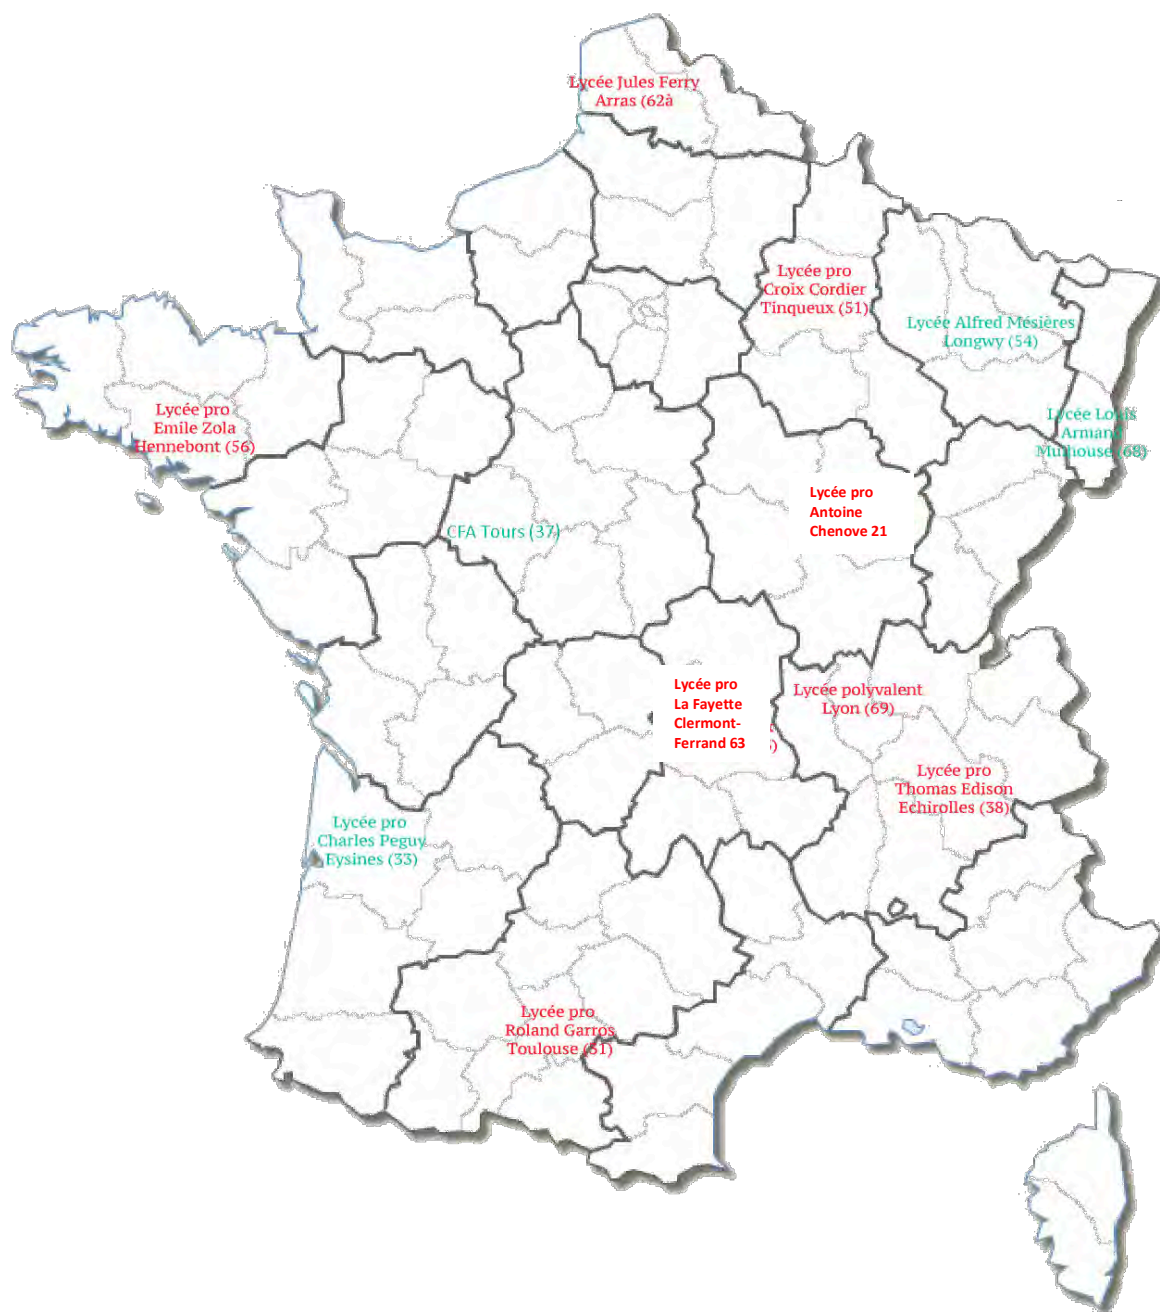 Lycée Jules Ferry
Arras (62à
Lycée pro
Croix Cordier
Tinqueux (51)
Lycée Alfred Mésières
Longwy (54)
Lycée pro
Emile Zola
Hennebont (56)
Lycée Louis
Armand
Mulhouse (68)
Lycée pro
Antoine
Chenove 21
CFA Tours (37)
Lycée pro
La Fayette
Clermont-
Ferrand 63
Lycée polyvalent
Lyon (69)
Lycée pro
Thomas Edison
Echirolles (38)
Lycée pro
Charles Peguy
Eysines (33)
Lycée pro
Roland Garros
Toulouse (31)